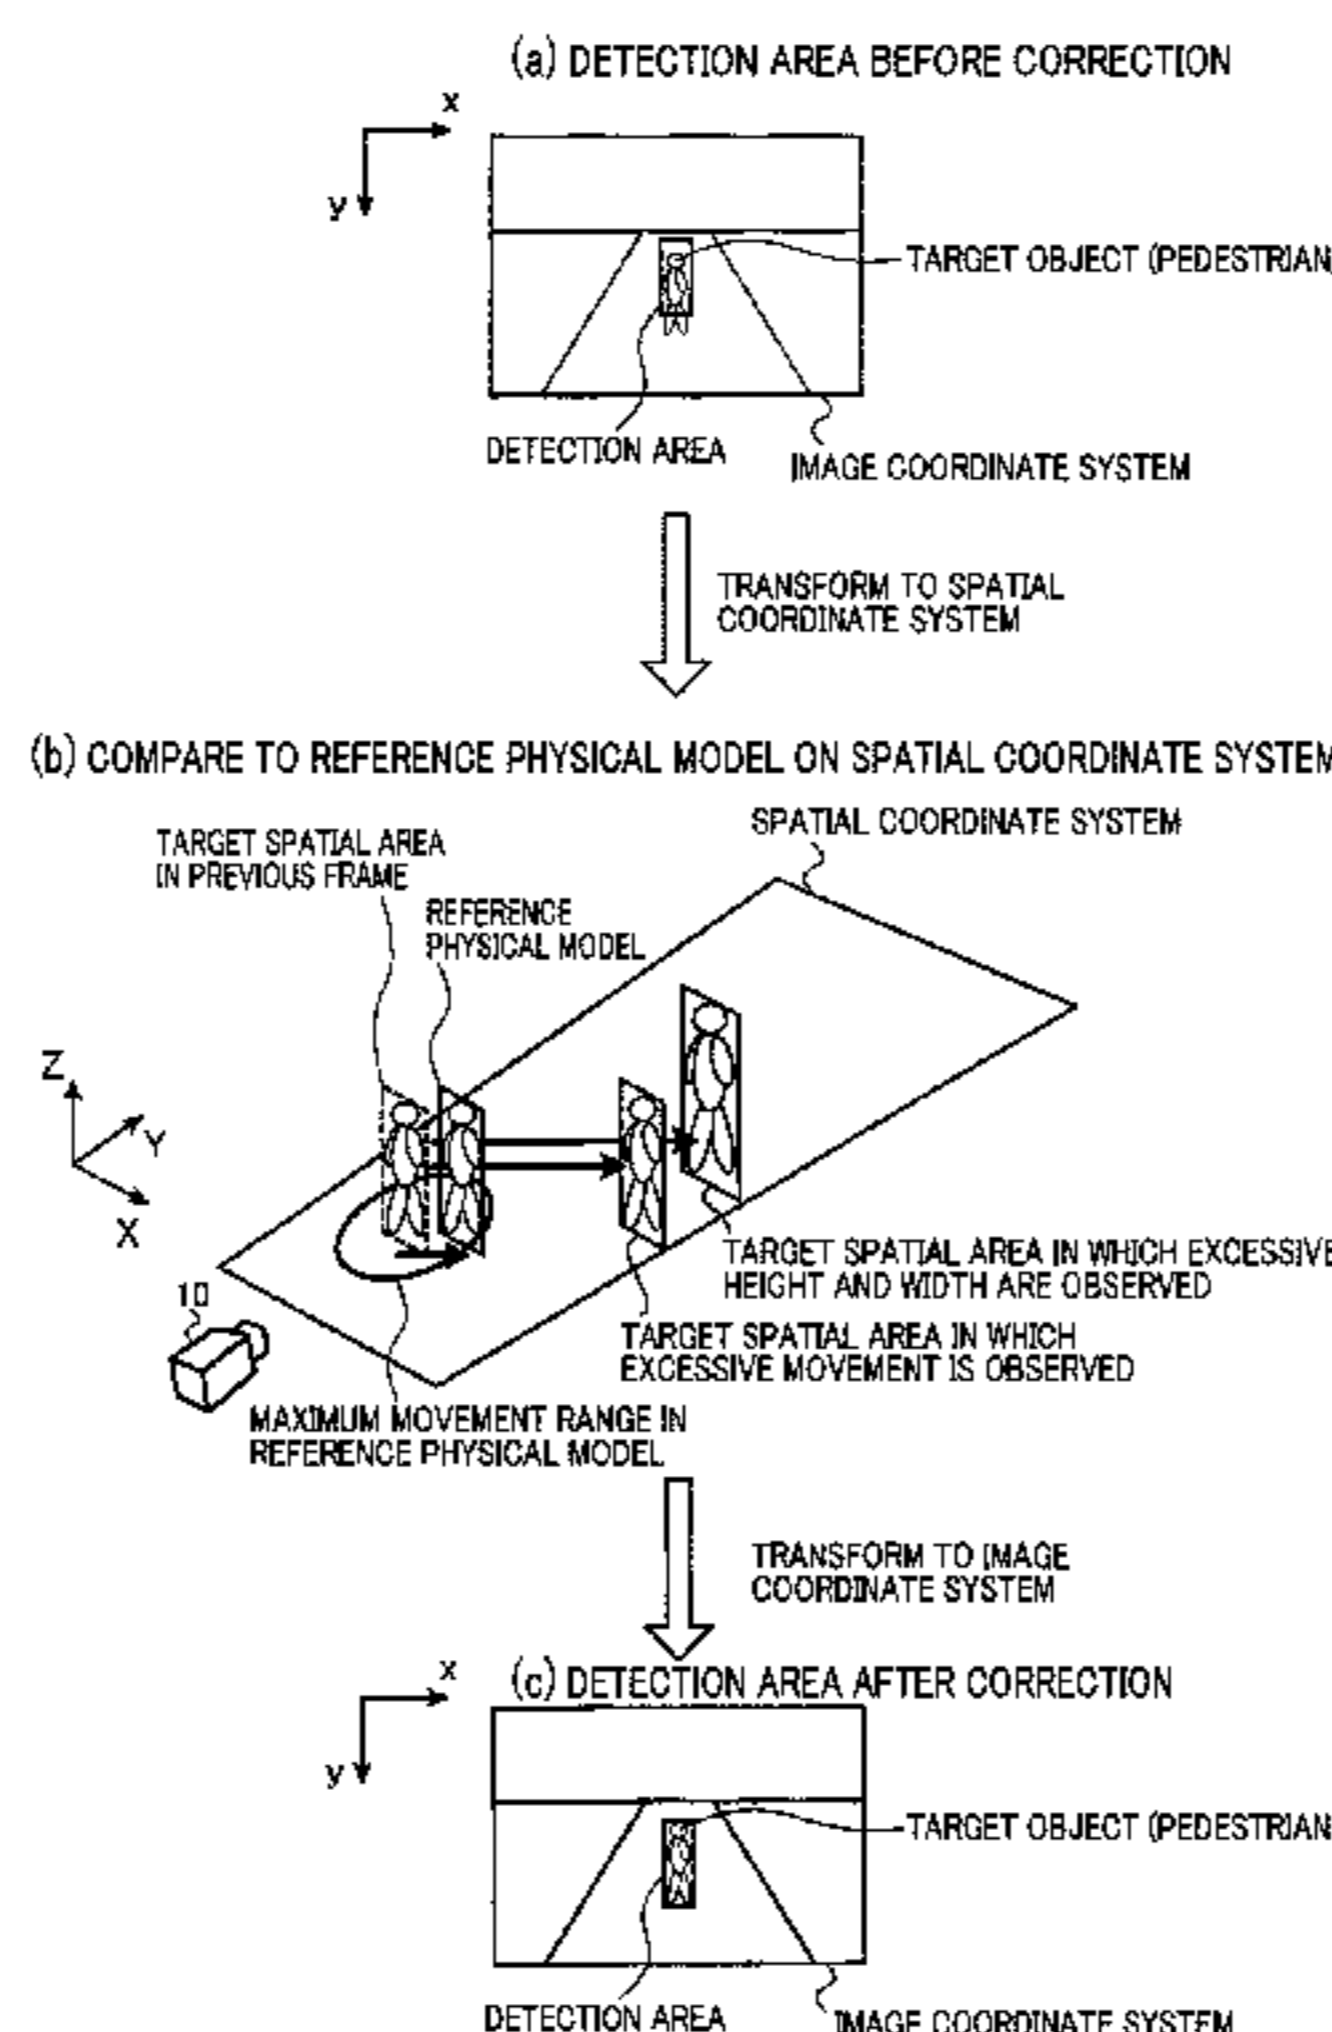 (a) DETECTION AREA BEFORE CORRECTION
x
y
TARGET OBJECT (PEDESTRIAN
DETECTION AREA
IMAGE COORDINATE SYSTEM
TRANSFORM TO SPATIAL
COORDINATE SYSTEM
(b) COMPARE TO REFERENCE PHYSICAL MODEL ON SPATIAL COORDINATE SYSTEM
SPATIAL COORDINATE SYSTEM
TARGET SPATIAL AREA
IN PREVIOUS FRAME
REFERENCE
PHYSICAL MODEL
Z
Y
X
TARGET SPATIAL AREA IN WHICH EXCESSIVE
HEIGHT AND WIDTH ARE OBSERVED
10
TARGET SPATIAL AREA IN WHICH
EXCESSIVE MOVEMENT IS OBSERVED
MAXIMUM MOVEMENT RANGE IN
REFERENCE PHYSICAL MODEL
TRANSFORM TO IMAGE
COORDINATE SYSTEM
(c) DETECTION AREA AFTER CORRECTION
x
y
TARGET OBJECT (PEDESTRIAN
DETECTION AREA
IMAGE COORDINATE SYSTEM